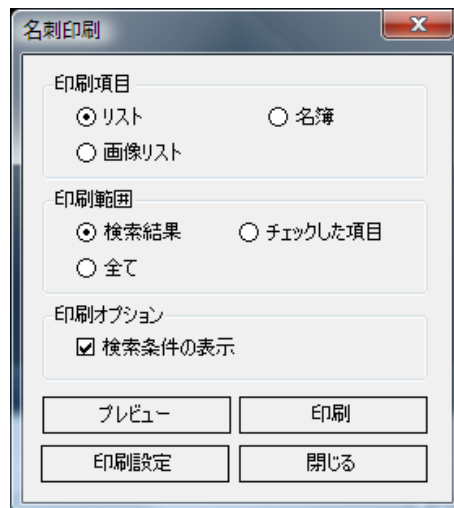 名刺印刷
印刷項目
リスト 名簿
画像リスト
印刷範囲
検索結果 チェックした項目
全て
印刷オプション
検索条件の表示
プレビュー 印刷
印刷設定 閉じる